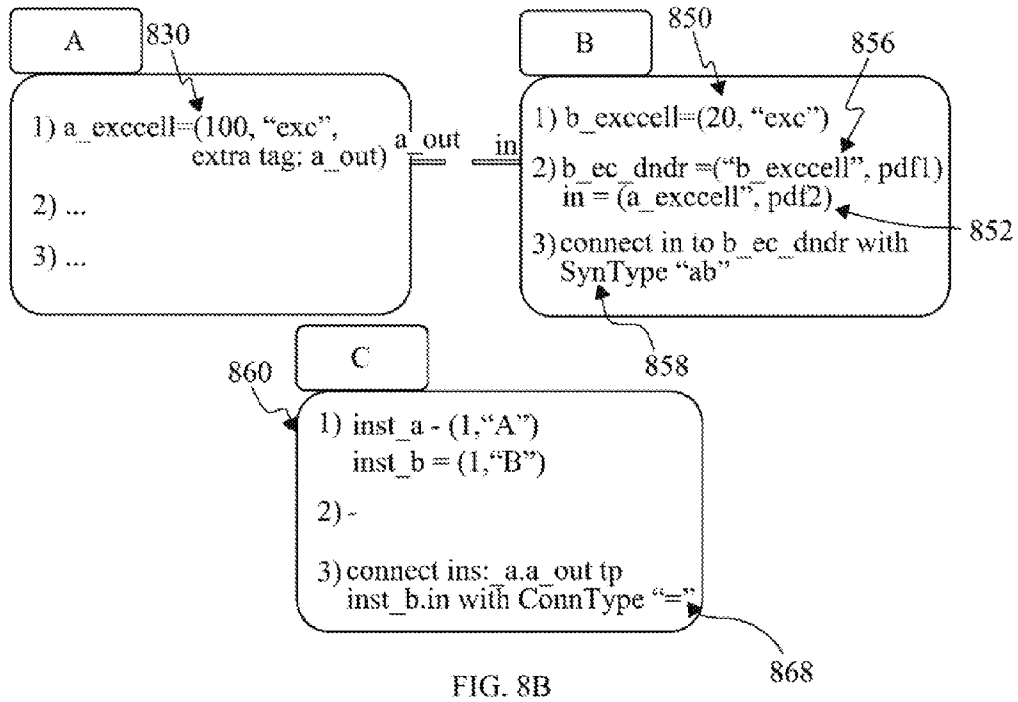 A
830
1) a_exccell=(100, “exc”,
extra tag: a_out)
2) ...
3) ...
a_out
in
B
850
856
1) b_exccell=(20, “exc”)
2) b_ec_dndr =(“b_exccell”, pdf1)
in = (a_exccell”, pdf2)
852
3) connect in to b_ec_dndr with
SynType “ab”
858
C
860
1) inst_a - (1,“A”)
inst_b = (1,“B”)
2) -
3) connect ins:_a.a_out tp
inst_b.in with ConnType “=”
868
FIG. 8B